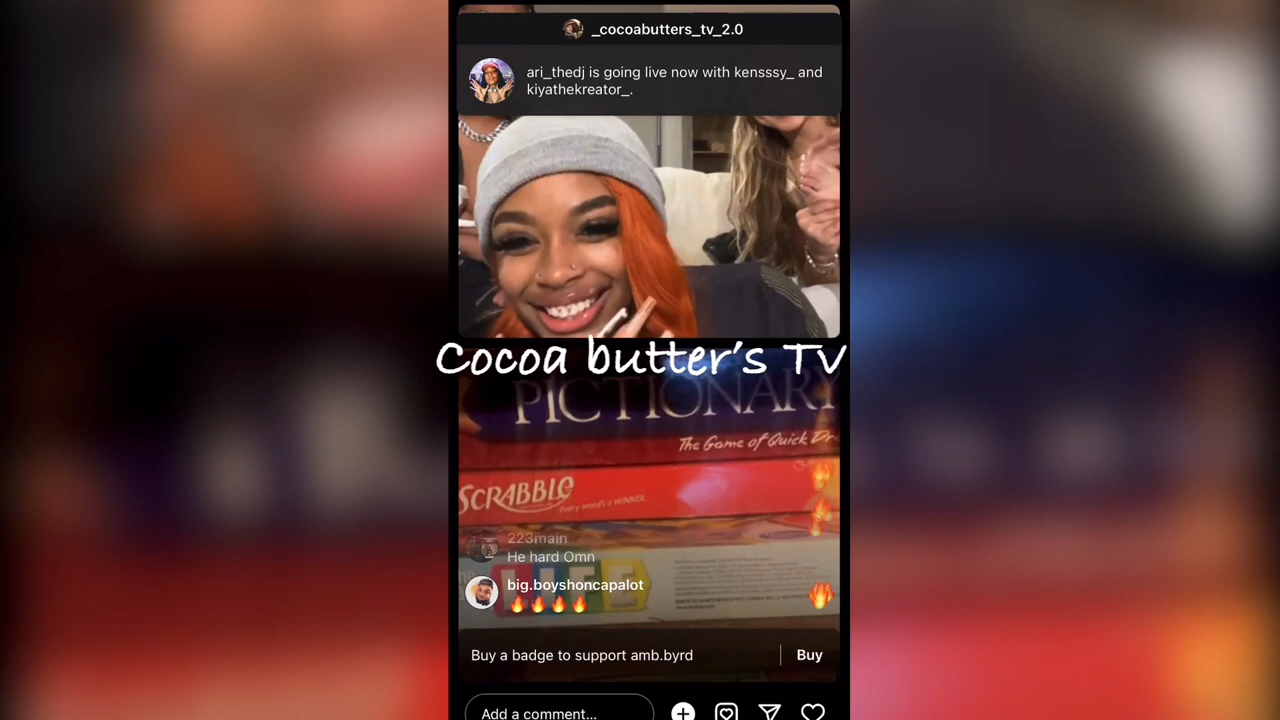 _cocoabutters_tv_2.0
ari_thedj is going live now with kensssy_ and
kiyathekreator_.
Cocoa butter's Tv
PICTIONARY
The Game of Quick Dr
SCRABBLE
Every word's a WINNER
223main
He hard Omn
LIFE
big.boyshoncapalot
🔥🔥🔥🔥
Buy a badge to support amb.byrd
Buy
Add a comment...